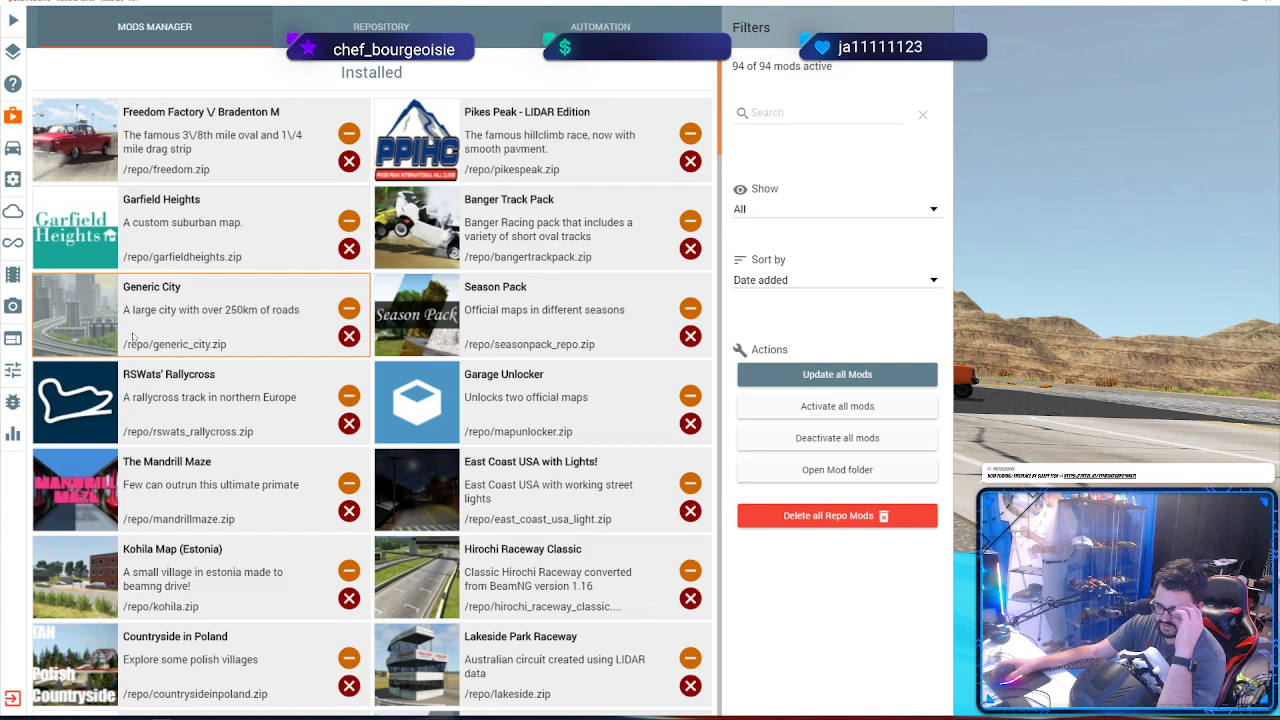 MODS MANAGER
REPOSITORY
AUTOMATION
Filters
chef_bourgeoisie
$
ja11111123
Installed
94 of 94 mods active
Search
Freedom Factory \/ Bradenton M
The famous 3\/8th mile oval and 1\/4
mile drag strip
/repo/freedom.zip
PPIHC
Pikes Peak - LIDAR Edition
The famous hillclimb race, now with
smooth pavment.
/repo/pikespeak.zip
Garfield
Heights
Garfield Heights
A custom suburban map.
/repo/garfieldheights.zip
Banger Track Pack
Banger Racing pack that includes a
variety of short oval tracks
/repo/bangertrackpack.zip
Generic City
A large city with over 250km of roads
/repo/generic_city.zip
Season Pack
Season Pack
Official maps in different seasons
/repo/seasonpack_repo.zip
RSWats' Rallycross
A rallycross track in northern Europe
/repo/rswats_rallycross.zip
Garage Unlocker
Unlocks two official maps
/repo/mapunlocker.zip
MANDRILL
MAZE
The Mandrill Maze
Few can outrun this ultimate primate
/repo/mandrillmaze.zip
East Coast USA with Lights!
East Coast USA with working street
lights
/repo/east_coast_usa_light.zip
Kohila Map (Estonia)
A small village in estonia made to
beamng drive!
/repo/kohila.zip
Hirochi Raceway Classic
Classic Hirochi Raceway converted
from BeamNG version 1.16
/repo/hirochi_raceway_classic....
Polish
Countryside
Countryside in Poland
Explore some polish villages
/repo/countrysideinpoland.zip
Lakeside Park Raceway
Australian circuit created using LIDAR
data
/repo/lakeside.zip
Show
All
Sort by
Date added
Actions
Update all Mods
Activate all mods
Deactivate all mods
Open Mod folder
Delete all Repo Mods